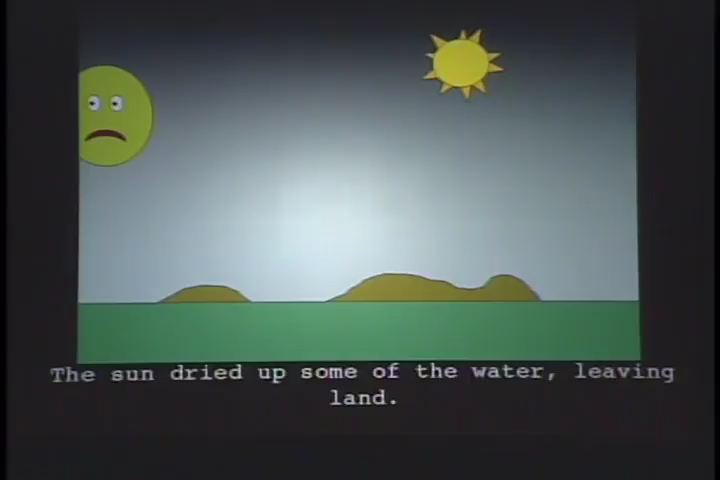 The sun dried up some of the water, leaving
land.